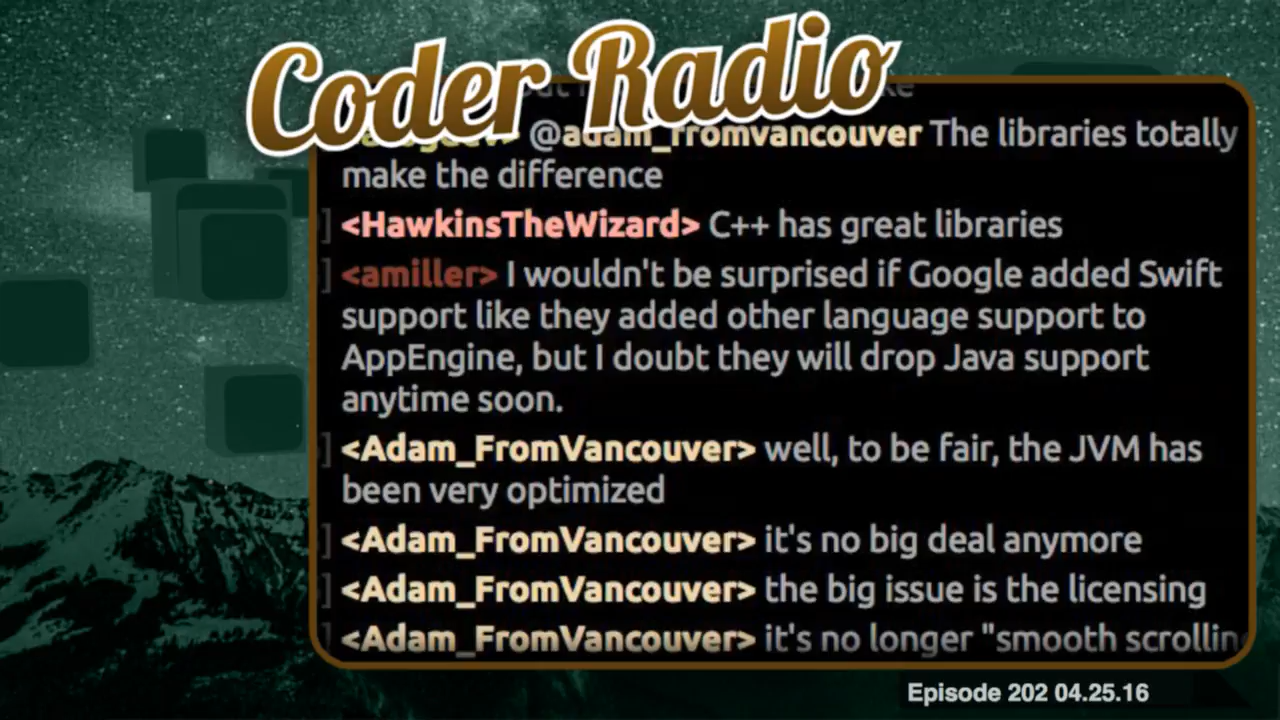 Coder Radio
@adam_fromvancouver The libraries totally
make the difference
] <HawkinsTheWizard> C++ has great libraries
] <amiller> I wouldn't be surprised if Google added Swift
support like they added other language support to
AppEngine, but I doubt they will drop Java support
anytime soon.
] <Adam_FromVancouver> well, to be fair, the JVM has
been very optimized
] <Adam_FromVancouver> it's no big deal anymore
] <Adam_FromVancouver> the big issue is the licensing
] <Adam_FromVancouver> it's no longer "smooth scrollin
Episode 202 04.25.16